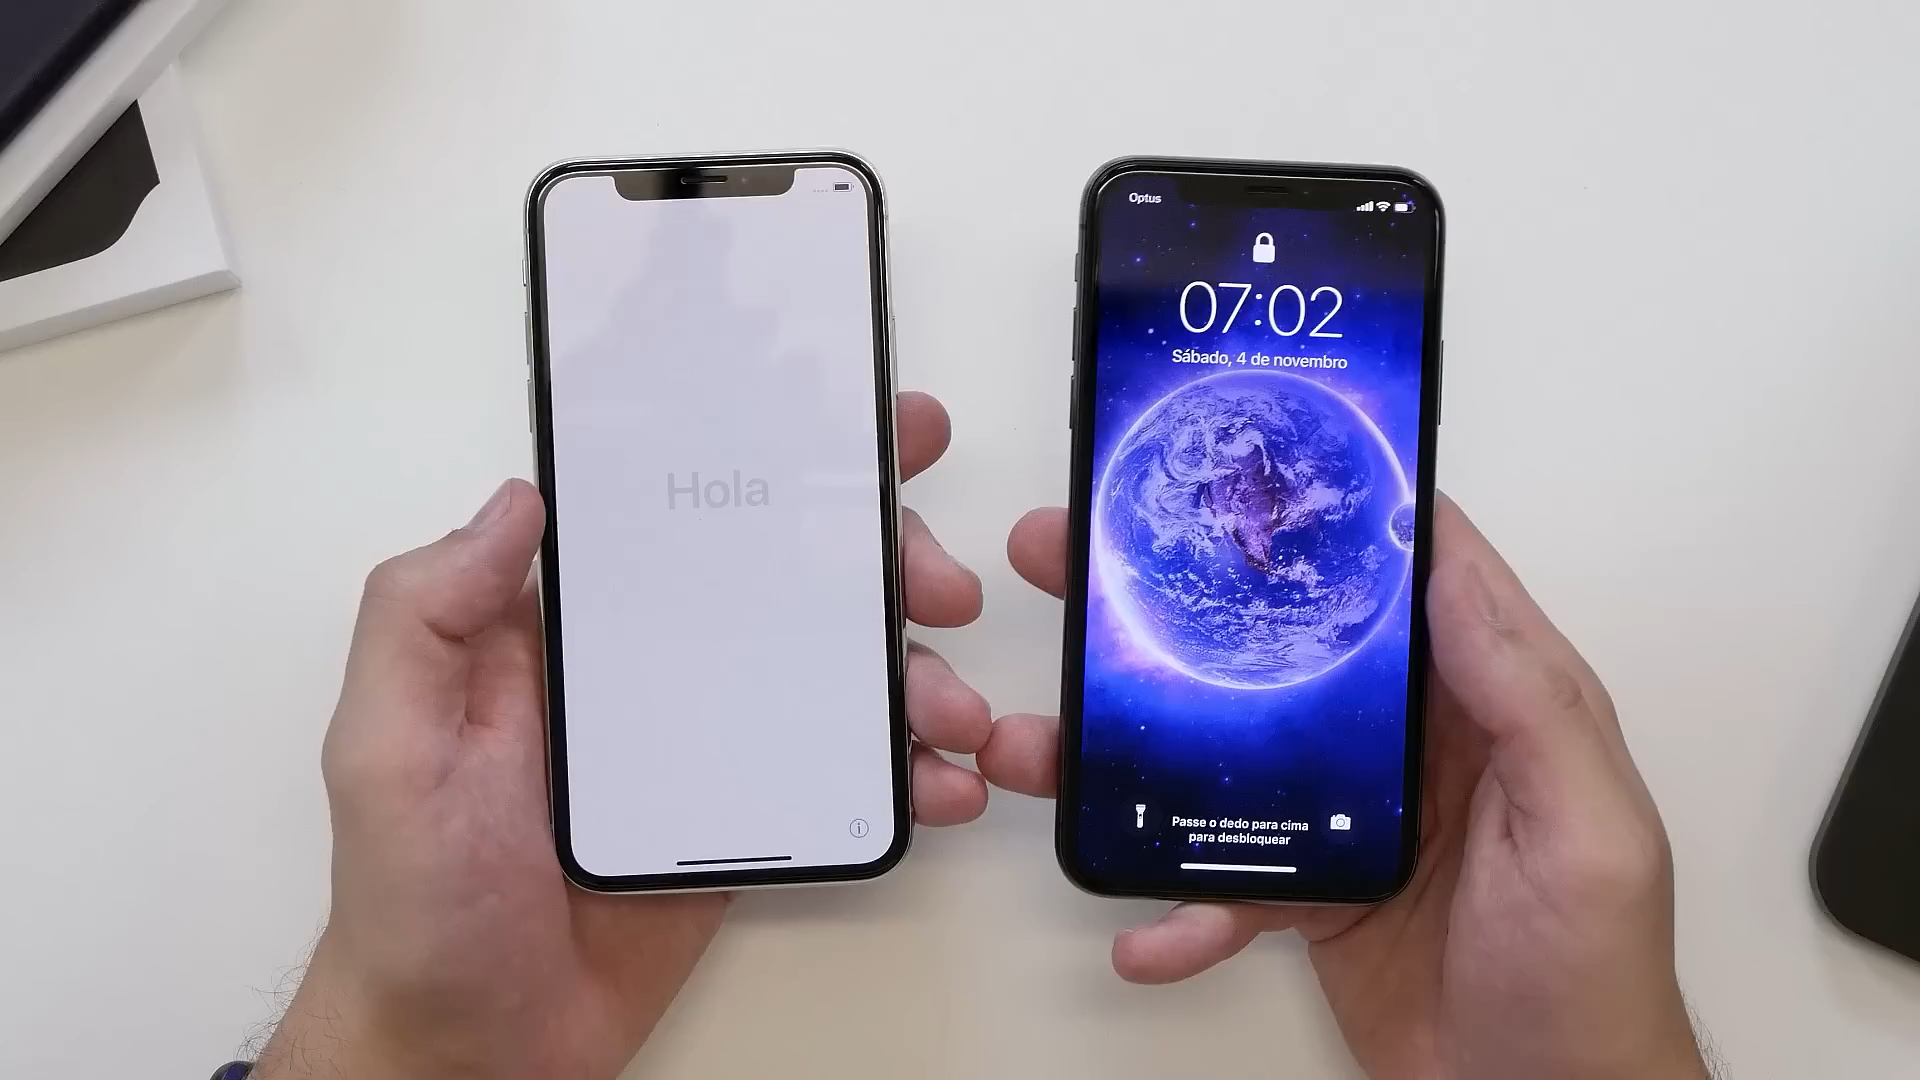 Hola
Optus
07:02
Sábado, 4 de novembro
Passe o dedo para cima
para desbloquear